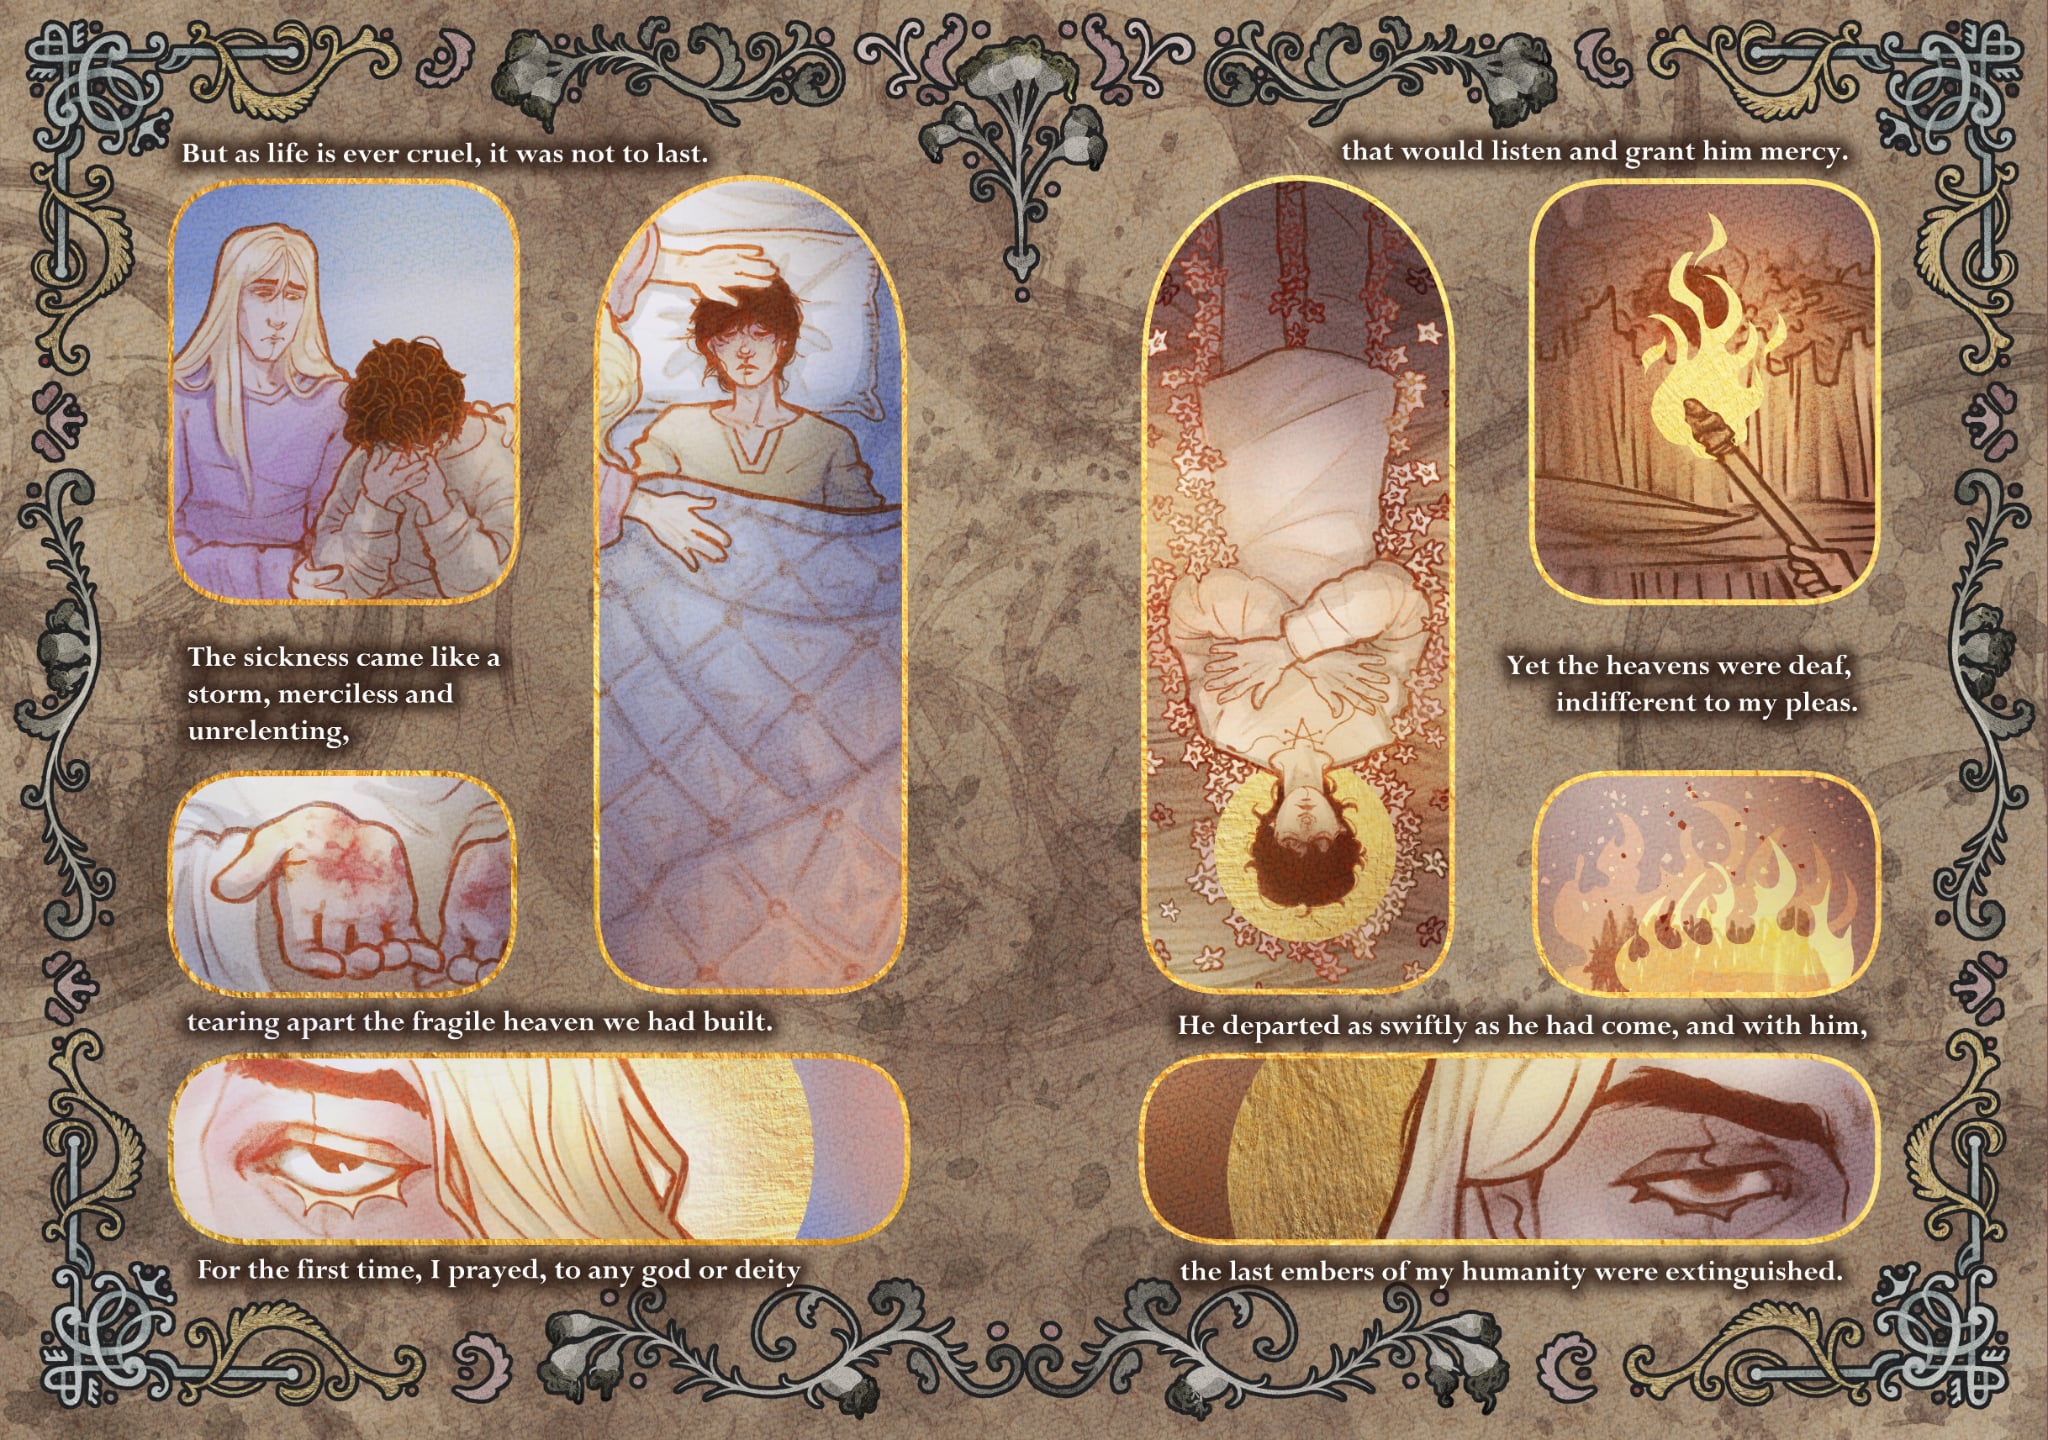 But as life is ever cruel, it was not to last.
The sickness came like a
storm, merciless and
unrelenting,
tearing apart the fragile heaven we had built.
For the first time, I prayed, to any god or deity
that would listen and grant him mercy.
Yet the heavens were deaf,
indifferent to my pleas.
He departed as swiftly as he had come, and with him,
the last embers of my humanity were extinguished.